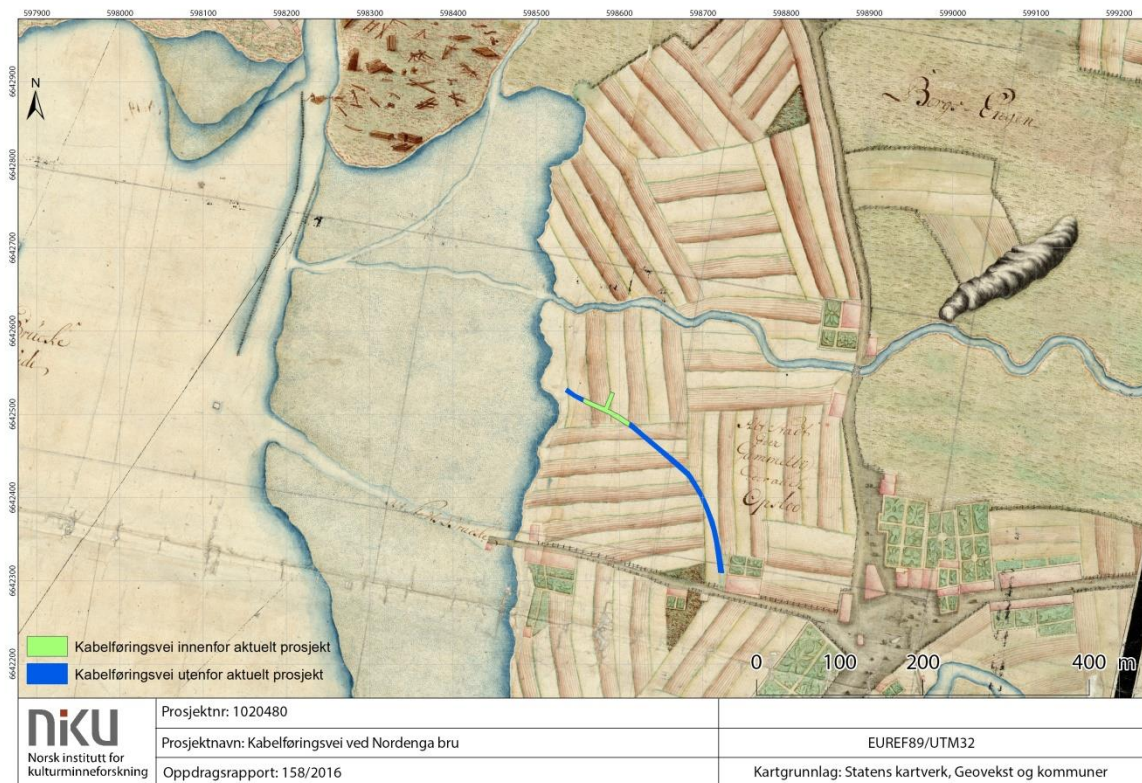 597900 598000 598100 598200 598300 598400 598500 598600 598700 598800 598900 599000 599100 599200
6642900
6642800
6642700
6642600
6642500
6642400
6642300
6642200
N
Opsloo
0 100 200 400 m
Kabelføringsvei innenfor aktuelt prosjekt
Kabelføringsvei utenfor aktuelt prosjekt
NIKU
Norsk institutt for
kulturminneforskning
Prosjektnr: 1020480
Prosjektnavn: Kabelføringsvei ved Nordenga bru
Oppdragsrapport: 158/2016
EUREF89/UTM32
Kartgrunnlag: Statens kartverk, Geovekst og kommuner